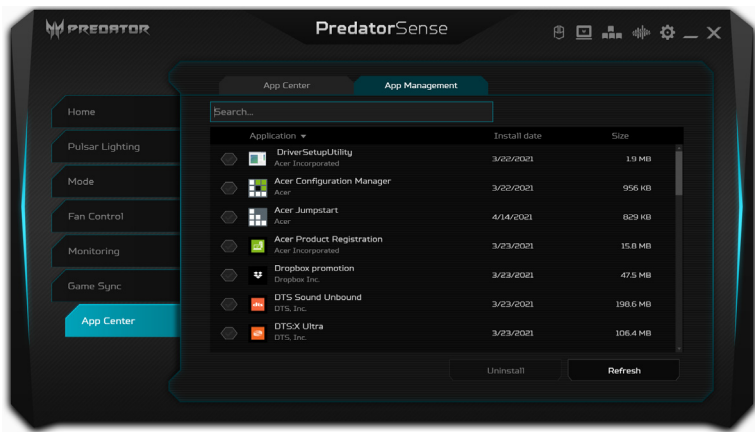 PREDATOR
PredatorSense
App Center
App Management
Home
Pulsar Lighting
Mode
Fan Control
Monitoring
Game Sync
App Center
Search...
Application Install date Size
DriverSetupUtility
Acer Incorporated
3/22/2021 1.9 MB
Acer Configuration Manager
Acer
3/22/2021 956 KB
Acer Jumpstart
Acer
4/14/2021 829 KB
Acer Product Registration
Acer Incorporated
3/23/2021 15.8 MB
Dropbox promotion
Dropbox Inc.
3/23/2021 47.5 MB
DTS Sound Unbound
DTS, Inc.
3/23/2021 198.6 MB
DTS:X Ultra
DTS, Inc.
3/23/2021 106.4 MB
Uninstall
Refresh